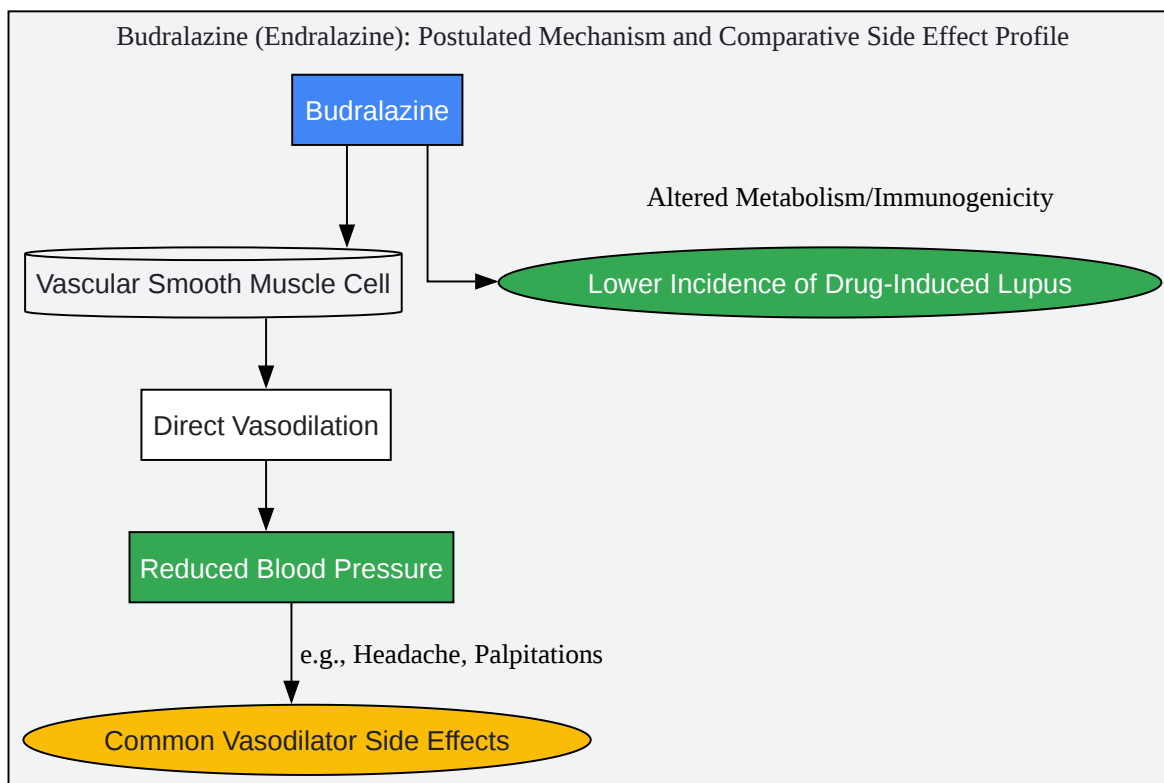 Budralazine (Endralazine): Postulated Mechanism and Comparative Side Effect Profile
Budralazine
Altered Metabolism/Immunogenicity
Vascular Smooth Muscle Cell
Lower Incidence of Drug-Induced Lupus
Direct Vasodilation
Reduced Blood Pressure
e.g., Headache, Palpitations
Common Vasodilator Side Effects